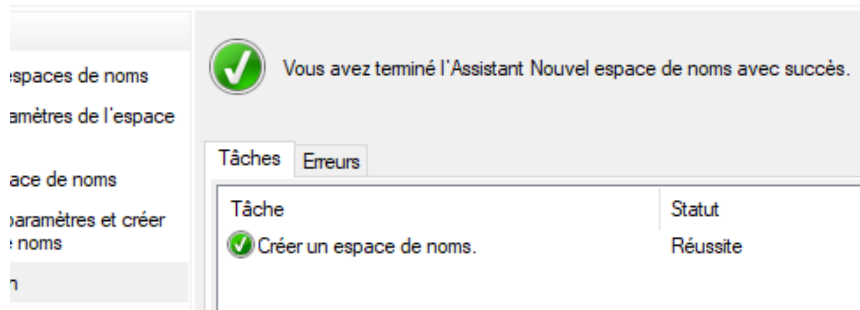 espaces de noms
Vous avez terminé l'Assistant Nouvel espace de noms avec succès.
amètres de l'espace
Tâches
Erreurs
ace de noms
Tâche
Statut
paramètres et créer
noms
Créer un espace de noms.
Réussite
n